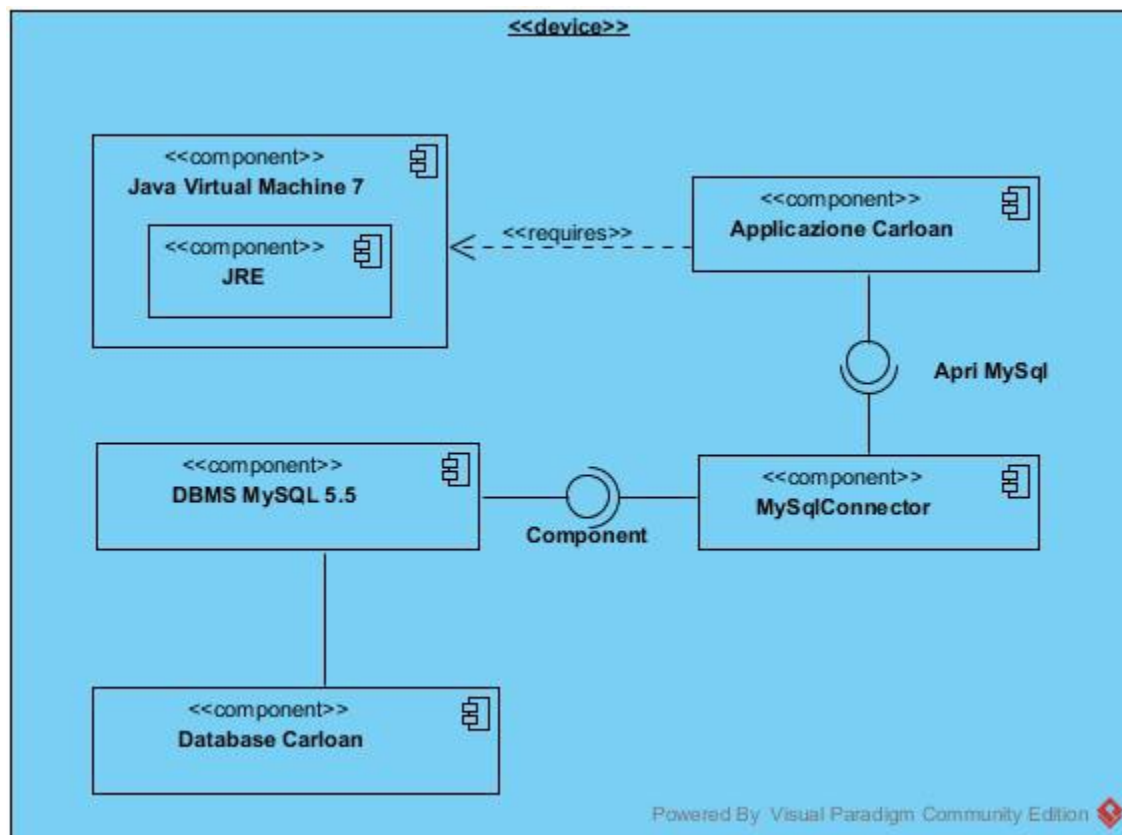 <<device>>
<<component>>
Java Virtual Machine 7
<<component>>
JRE
<<requires>>
<<component>>
Applicazione Carloan
Apri MySql
<<component>>
DBMS MySQL 5.5
Component
<<component>>
MySqlConnector
<<component>>
Database Carloan
Powered By Visual Paradigm Community Edition